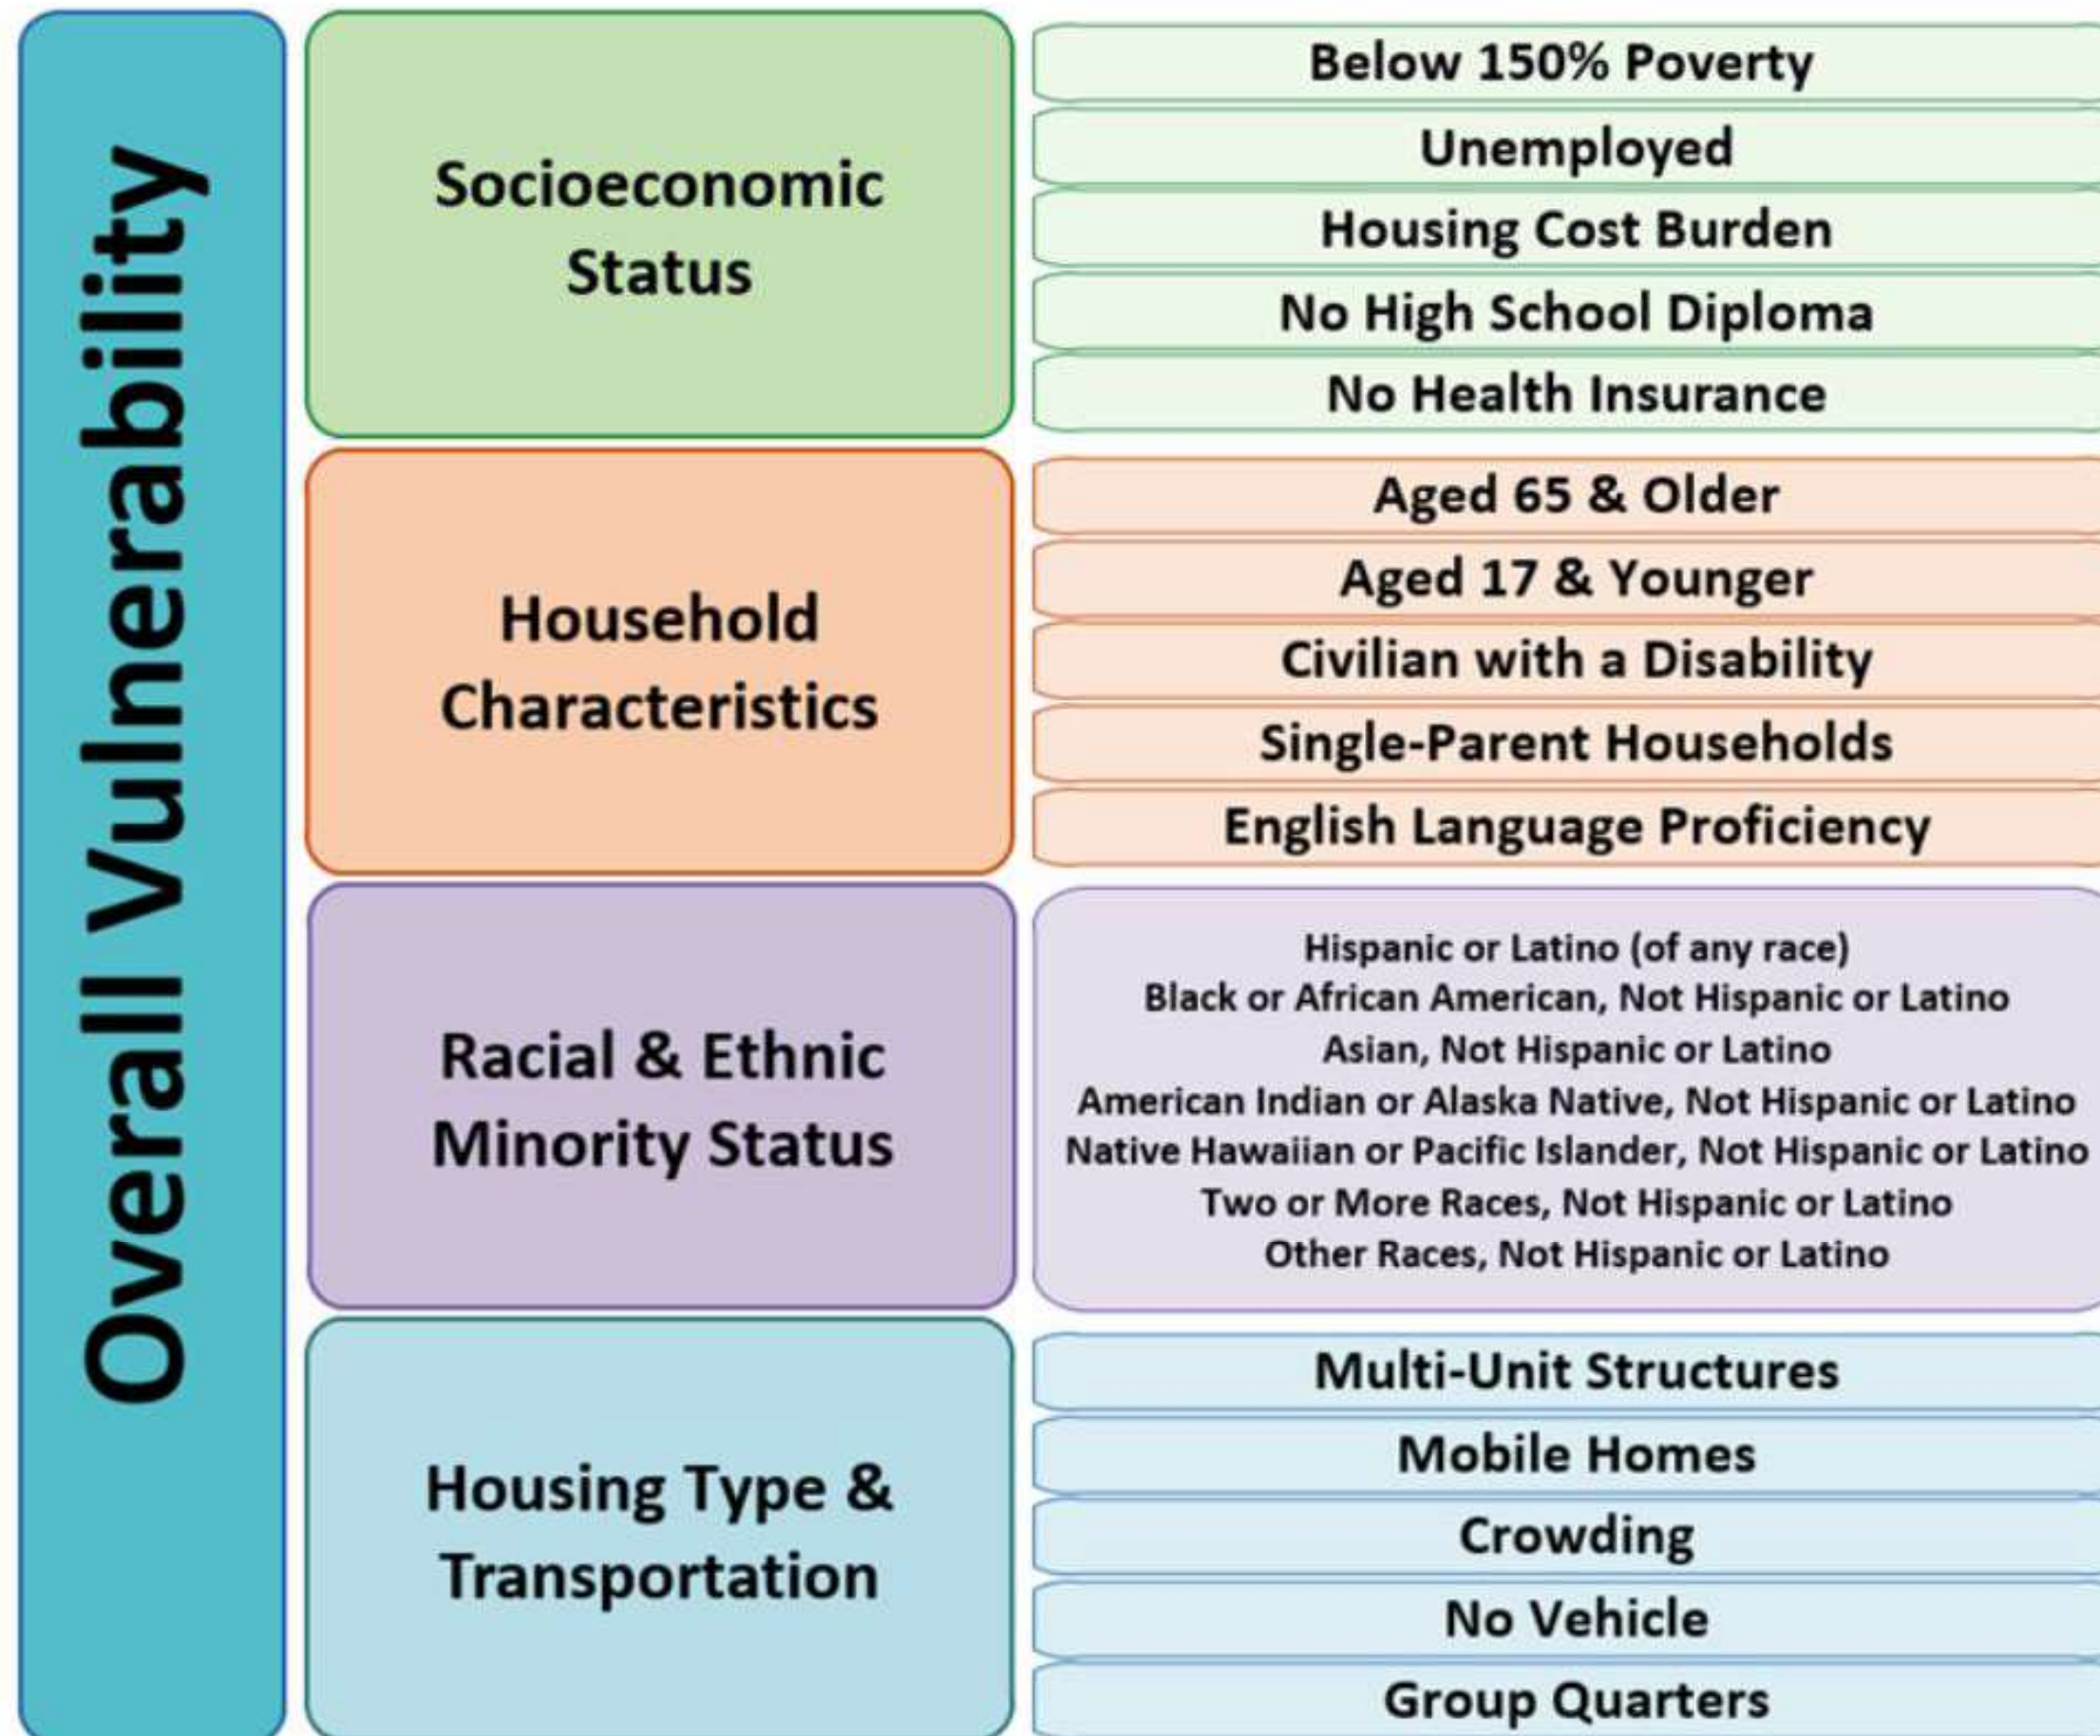 Overall Vulnerability
Socioeconomic
Status
Below 150% Poverty
Unemployed
Housing Cost Burden
No High School Diploma
No Health Insurance
Household
Characteristics
Aged 65 & Older
Aged 17 & Younger
Civilian with a Disability
Single-Parent Households
English Language Proficiency
Racial & Ethnic
Minority Status
Hispanic or Latino (of any race)
Black or African American, Not Hispanic or Latino
Asian, Not Hispanic or Latino
American Indian or Alaska Native, Not Hispanic or Latino
Native Hawaiian or Pacific Islander, Not Hispanic or Latino
Two or More Races, Not Hispanic or Latino
Other Races, Not Hispanic or Latino
Housing Type &
Transportation
Multi-Unit Structures
Mobile Homes
Crowding
No Vehicle
Group Quarters